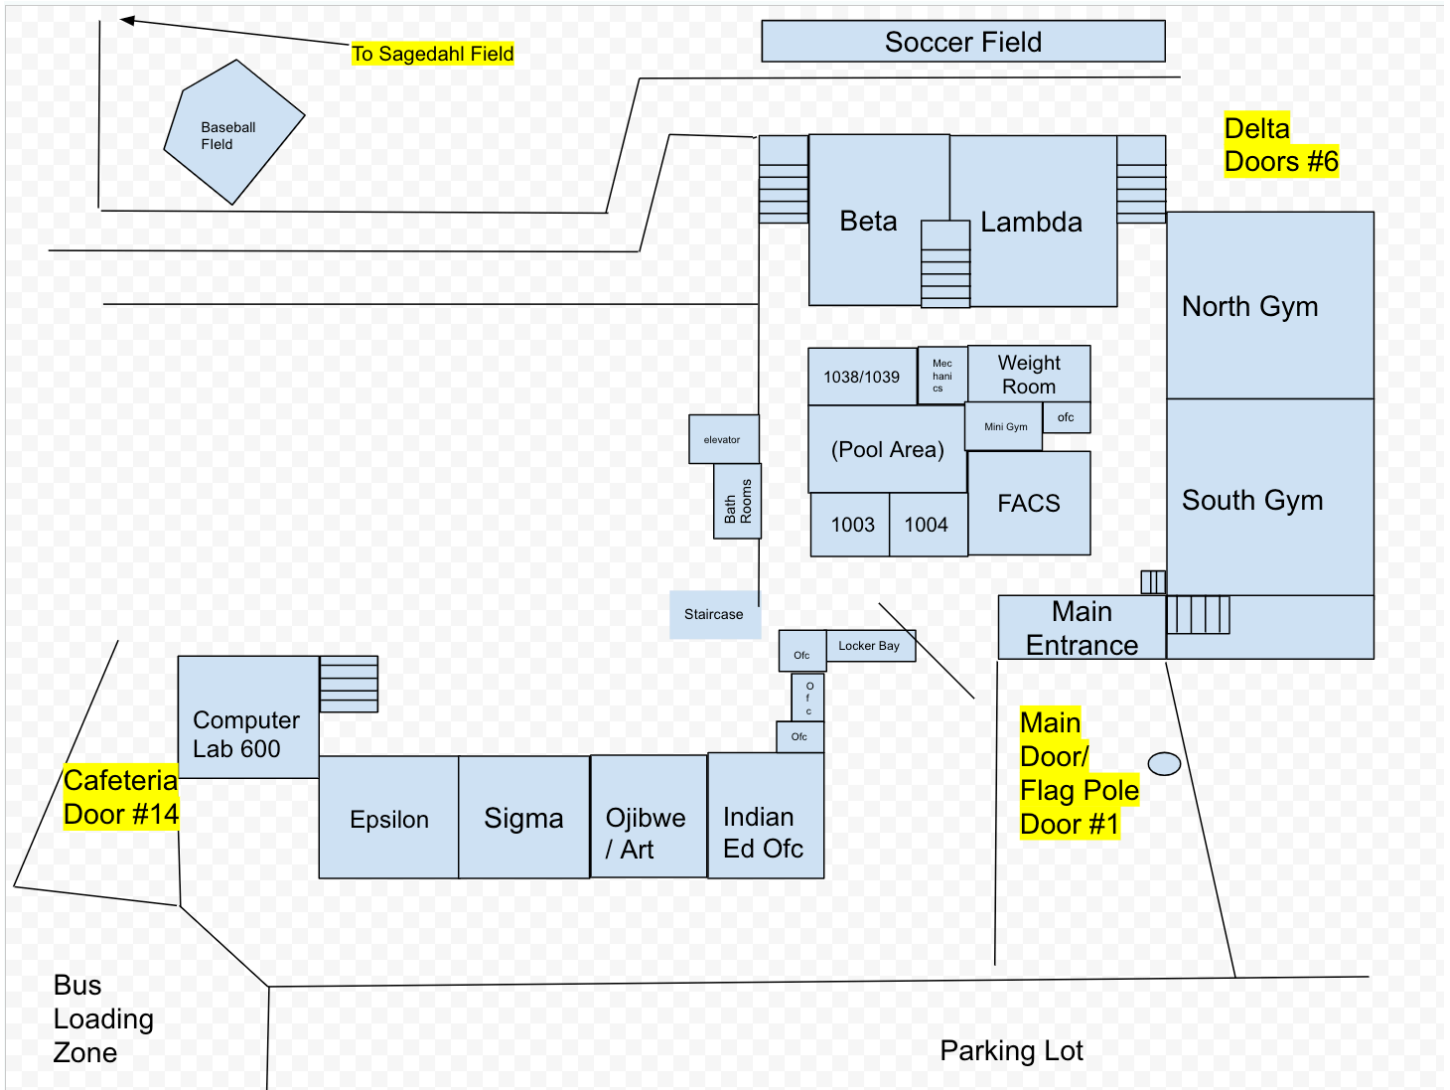 Soccer Field
To Sagedahl Field
Baseball
FIeld
Delta
Doors #6
Beta
Lambda
North Gym
1038/1039
Mec
hani
cs
Weight
Room
Mini Gym
ofc
elevator
(Pool Area)
Bath
Rooms
1003
1004
FACS
South Gym
Staircase
Main
Entrance
Ofc
Locker Bay
O
f
c
Ofc
Computer
Lab 600
Cafeteria
Door #14
Epsilon
Sigma
Ojibwe
/ Art
Indian
Ed Ofc
Main
Door/
Flag Pole
Door #1
Bus
Loading
Zone
Parking Lot